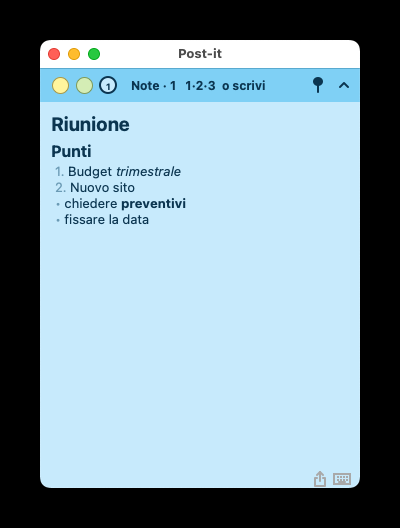 Post-it
1 Note · 1 1·2·3 o scrivi
Riunione
Punti
1. Budget trimestrale
2. Nuovo sito
• chiedere preventivi
• fissare la data